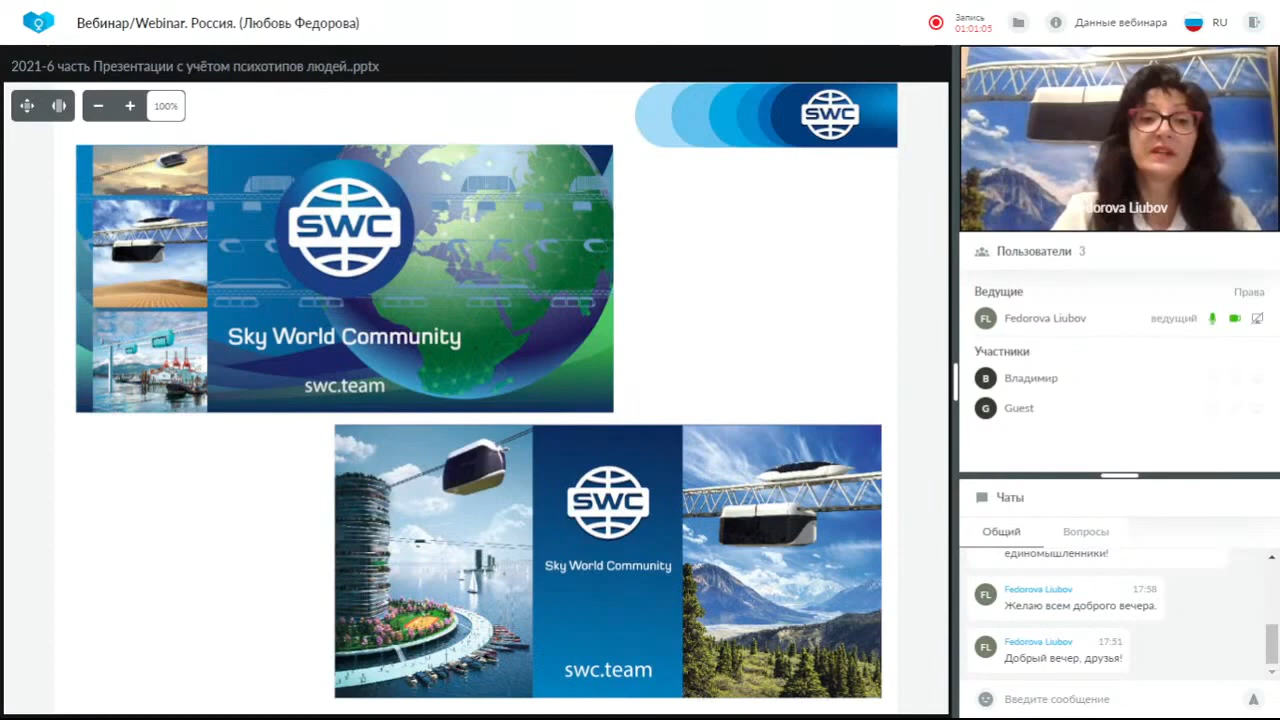 Вебинар/Webinar. Россия. (Любовь Федорова)
Запись
01:01:05
Данные вебинара
RU
2021-6 часть Презентации с учётом психотипов людей..pptx
100%
SWC
SWC
Sky World Community
swc.team
SWC
Sky World Community
swc.team
dorova Liubov
Пользователи 3
Ведущие
Права
FL Fedorova Liubov ведущий
Участники
В Владимир
G Guest
Чаты
Общий
Вопросы
единомышленники!
FL Fedorova Liubov 17:58
Желаю всем доброго вечера.
FL Fedorova Liubov 17:51
Добрый вечер, друзья!
Введите сообщение